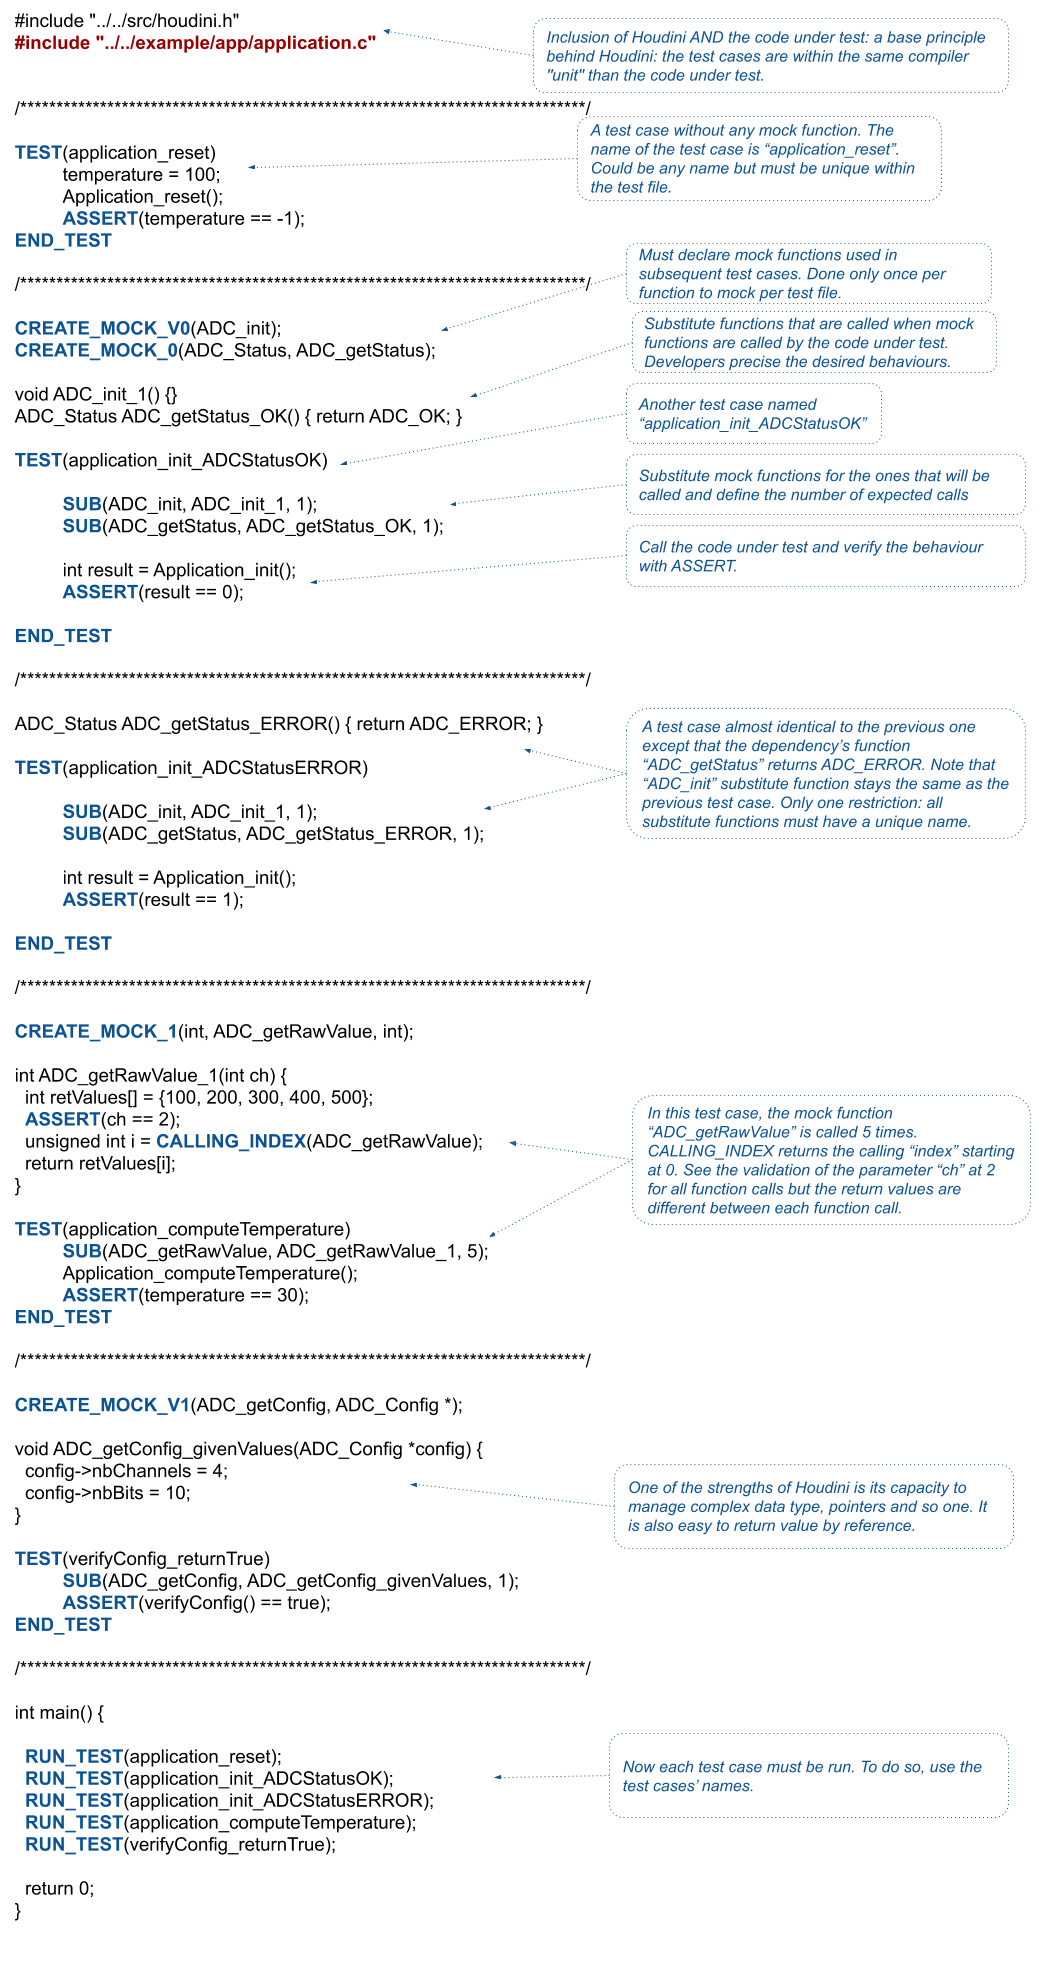 #include "../../src/houdini.h"
#include "../../example/app/application.c"
Inclusion of Houdini AND the code under test: a base principle
behind Houdini: the test cases are within the same compiler
"unit" than the code under test.
/******************************************************************************/
TEST(application_reset)
temperature = 100;
Application_reset();
ASSERT(temperature == -1);
END_TEST
A test case without any mock function. The
name of the test case is “application_reset”.
Could be any name but must be unique within
the test file.
/******************************************************************************/
Must declare mock functions used in
subsequent test cases. Done only once per
function to mock per test file.
CREATE_MOCK_V0(ADC_init);
CREATE_MOCK_0(ADC_Status, ADC_getStatus);
Substitute functions that are called when mock
functions are called by the code under test.
Developers precise the desired behaviours.
void ADC_init_1() {}
ADC_Status ADC_getStatus_OK() { return ADC_OK; }
Another test case named
“application_init_ADCStatusOK”
TEST(application_init_ADCStatusOK)
SUB(ADC_init, ADC_init_1, 1);
SUB(ADC_getStatus, ADC_getStatus_OK, 1);
Substitute mock functions for the ones that will be
called and define the number of expected calls
int result = Application_init();
ASSERT(result == 0);
Call the code under test and verify the behaviour
with ASSERT.
END_TEST
/******************************************************************************/
ADC_Status ADC_getStatus_ERROR() { return ADC_ERROR; }
TEST(application_init_ADCStatusERROR)
SUB(ADC_init, ADC_init_1, 1);
SUB(ADC_getStatus, ADC_getStatus_ERROR, 1);
A test case almost identical to the previous one
except that the dependency’s function
“ADC_getStatus” returns ADC_ERROR. Note that
“ADC_init” substitute function stays the same as the
previous test case. Only one restriction: all
substitute functions must have a unique name.
int result = Application_init();
ASSERT(result == 1);
END_TEST
/******************************************************************************/
CREATE_MOCK_1(int, ADC_getRawValue, int);
int ADC_getRawValue_1(int ch) {
int retValues[] = {100, 200, 300, 400, 500};
ASSERT(ch == 2);
unsigned int i = CALLING_INDEX(ADC_getRawValue);
return retValues[i];
}
In this test case, the mock function
“ADC_getRawValue” is called 5 times.
CALLING_INDEX returns the calling “index” starting
at 0. See the validation of the parameter “ch” at 2
for all function calls but the return values are
different between each function call.
TEST(application_computeTemperature)
SUB(ADC_getRawValue, ADC_getRawValue_1, 5);
Application_computeTemperature();
ASSERT(temperature == 30);
END_TEST
/******************************************************************************/
CREATE_MOCK_V1(ADC_getConfig, ADC_Config *);
void ADC_getConfig_givenValues(ADC_Config *config) {
config->nbChannels = 4;
config->nbBits = 10;
}
One of the strengths of Houdini is its capacity to
manage complex data type, pointers and so one. It
is also easy to return value by reference.
TEST(verifyConfig_returnTrue)
SUB(ADC_getConfig, ADC_getConfig_givenValues, 1);
ASSERT(verifyConfig() == true);
END_TEST
/******************************************************************************/
int main() {
RUN_TEST(application_reset);
RUN_TEST(application_init_ADCStatusOK);
RUN_TEST(application_init_ADCStatusERROR);
RUN_TEST(application_computeTemperature);
RUN_TEST(verifyConfig_returnTrue);
Now each test case must be run. To do so, use the
test cases’ names.
return 0;
}